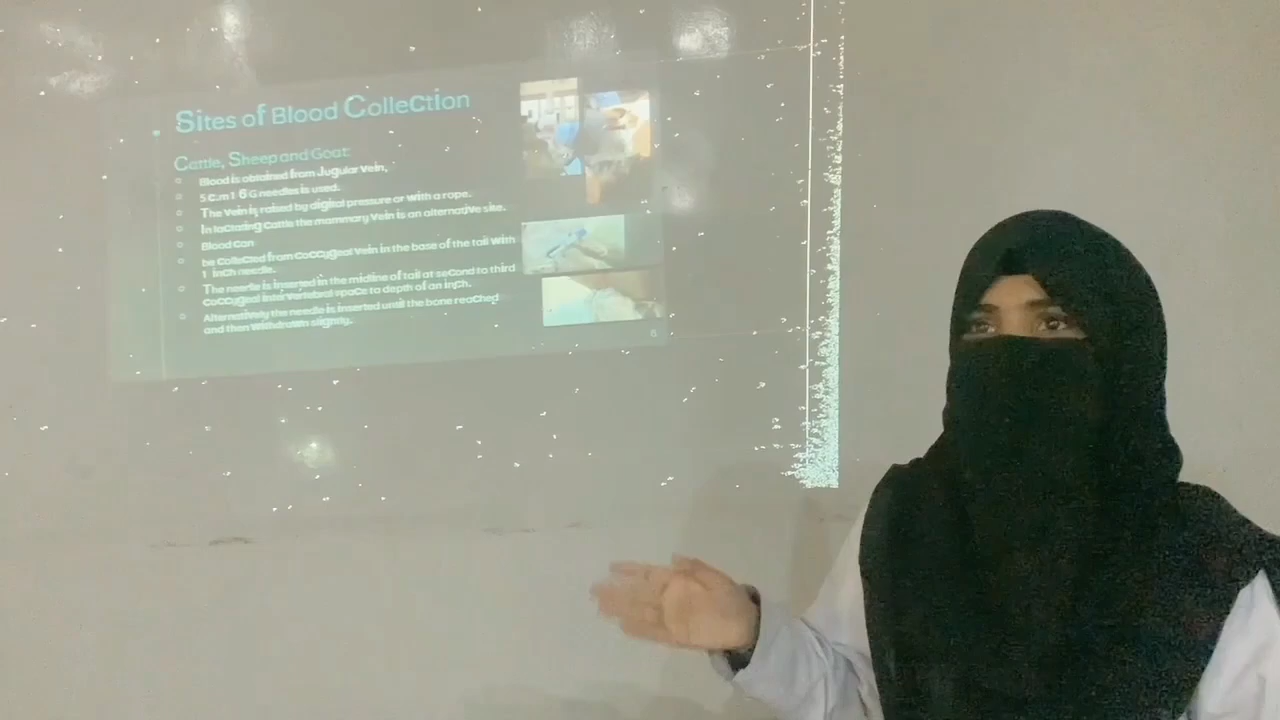 Sites of Blood Collection
Cattle, Sheep and Goat:
Blood is obtained from Jugular Vein,
5 c.m 1 6 G needles is used.
The Vein is raised by digital pressure or with a rope.
In lactating Cattle the mammary Vein is an alternative site.
Blood can
be collected from Coccygeal Vein in the base of the tail with
1 inch needle.
The needle is inserted in the midline of tail at second to third
coccygeal intervertebral space to depth of an inch.
Alternatively the needle is inserted until the bone reached
and then withdrawn slightly.
6